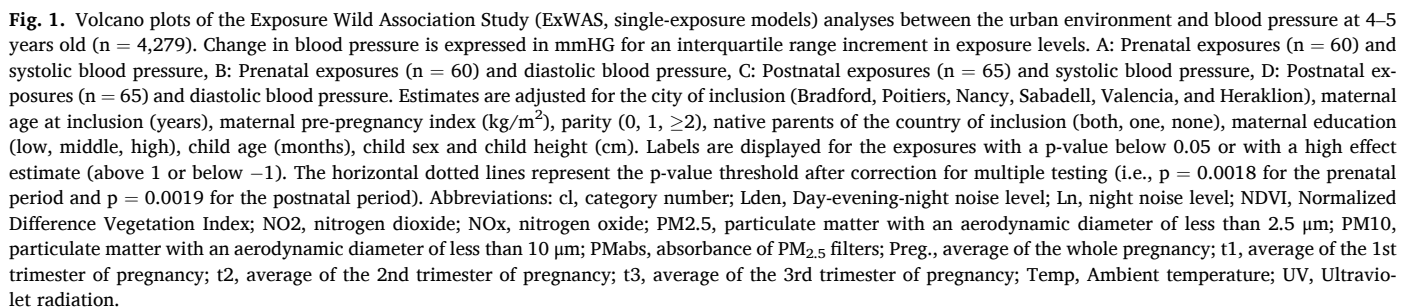 Fig. 1. Volcano plots of the Exposure Wild Association Study (ExWAS, single-exposure models) analyses between the urban environment and blood pressure at 4–5
years old (n = 4,279). Change in blood pressure is expressed in mmHG for an interquartile range increment in exposure levels. A: Prenatal exposures (n = 60) and
systolic blood pressure, B: Prenatal exposures (n = 60) and diastolic blood pressure, C: Postnatal exposures (n = 65) and systolic blood pressure, D: Postnatal ex-
posures (n = 65) and diastolic blood pressure. Estimates are adjusted for the city of inclusion (Bradford, Poitiers, Nancy, Sabadell, Valencia, and Heraklion), maternal
age at inclusion (years), maternal pre-pregnancy index (kg/m²), parity (0, 1, ≥2), native parents of the country of inclusion (both, one, none), maternal education
(low, middle, high), child age (months), child sex and child height (cm). Labels are displayed for the exposures with a p-value below 0.05 or with a high effect
estimate (above 1 or below −1). The horizontal dotted lines represent the p-value threshold after correction for multiple testing (i.e., p = 0.0018 for the prenatal
period and p = 0.0019 for the postnatal period). Abbreviations: cl, category number; Lden, Day-evening-night noise level; Ln, night noise level; NDVI, Normalized
Difference Vegetation Index; NO2, nitrogen dioxide; NOx, nitrogen oxide; PM2.5, particulate matter with an aerodynamic diameter of less than 2.5 μm; PM10,
particulate matter with an aerodynamic diameter of less than 10 μm; PMabs, absorbance of PM₂.₅ filters; Preg., average of the whole pregnancy; t1, average of the 1st
trimester of pregnancy; t2, average of the 2nd trimester of pregnancy; t3, average of the 3rd trimester of pregnancy; Temp, Ambient temperature; UV, Ultravio-
let radiation.